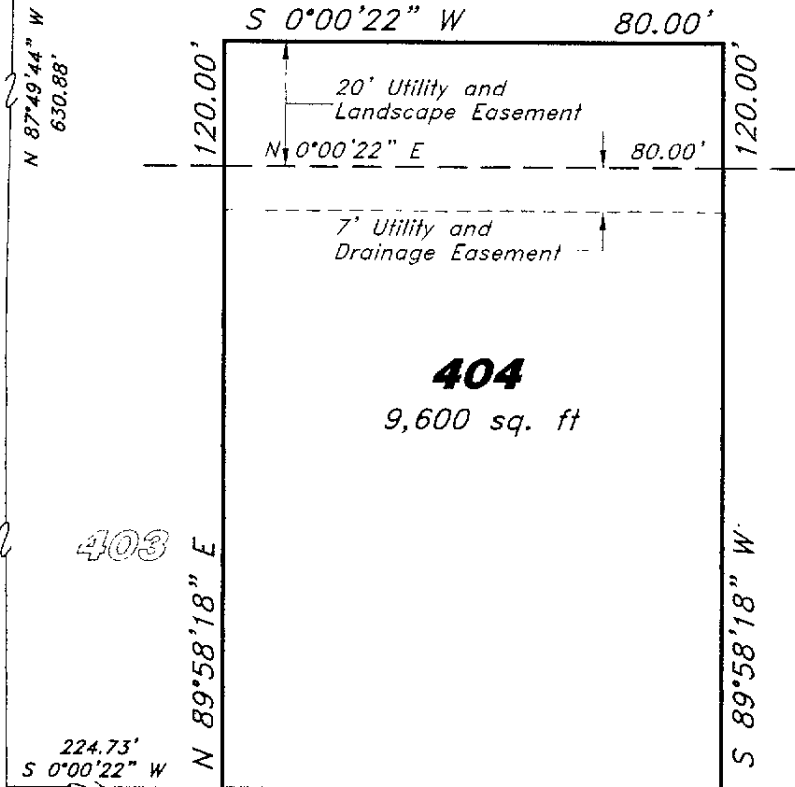 N 87°49'44" W
630.88'
S 0°00'22" W 80.00'
120.00'
120.00'
20' Utility and
Landscape Easement
N 0°00'22" E 80.00'
7' Utility and
Drainage Easement
404
9,600 sq. ft
403
N 89°58'18" E
S 89°58'18" W
224.73'
S 0°00'22" W